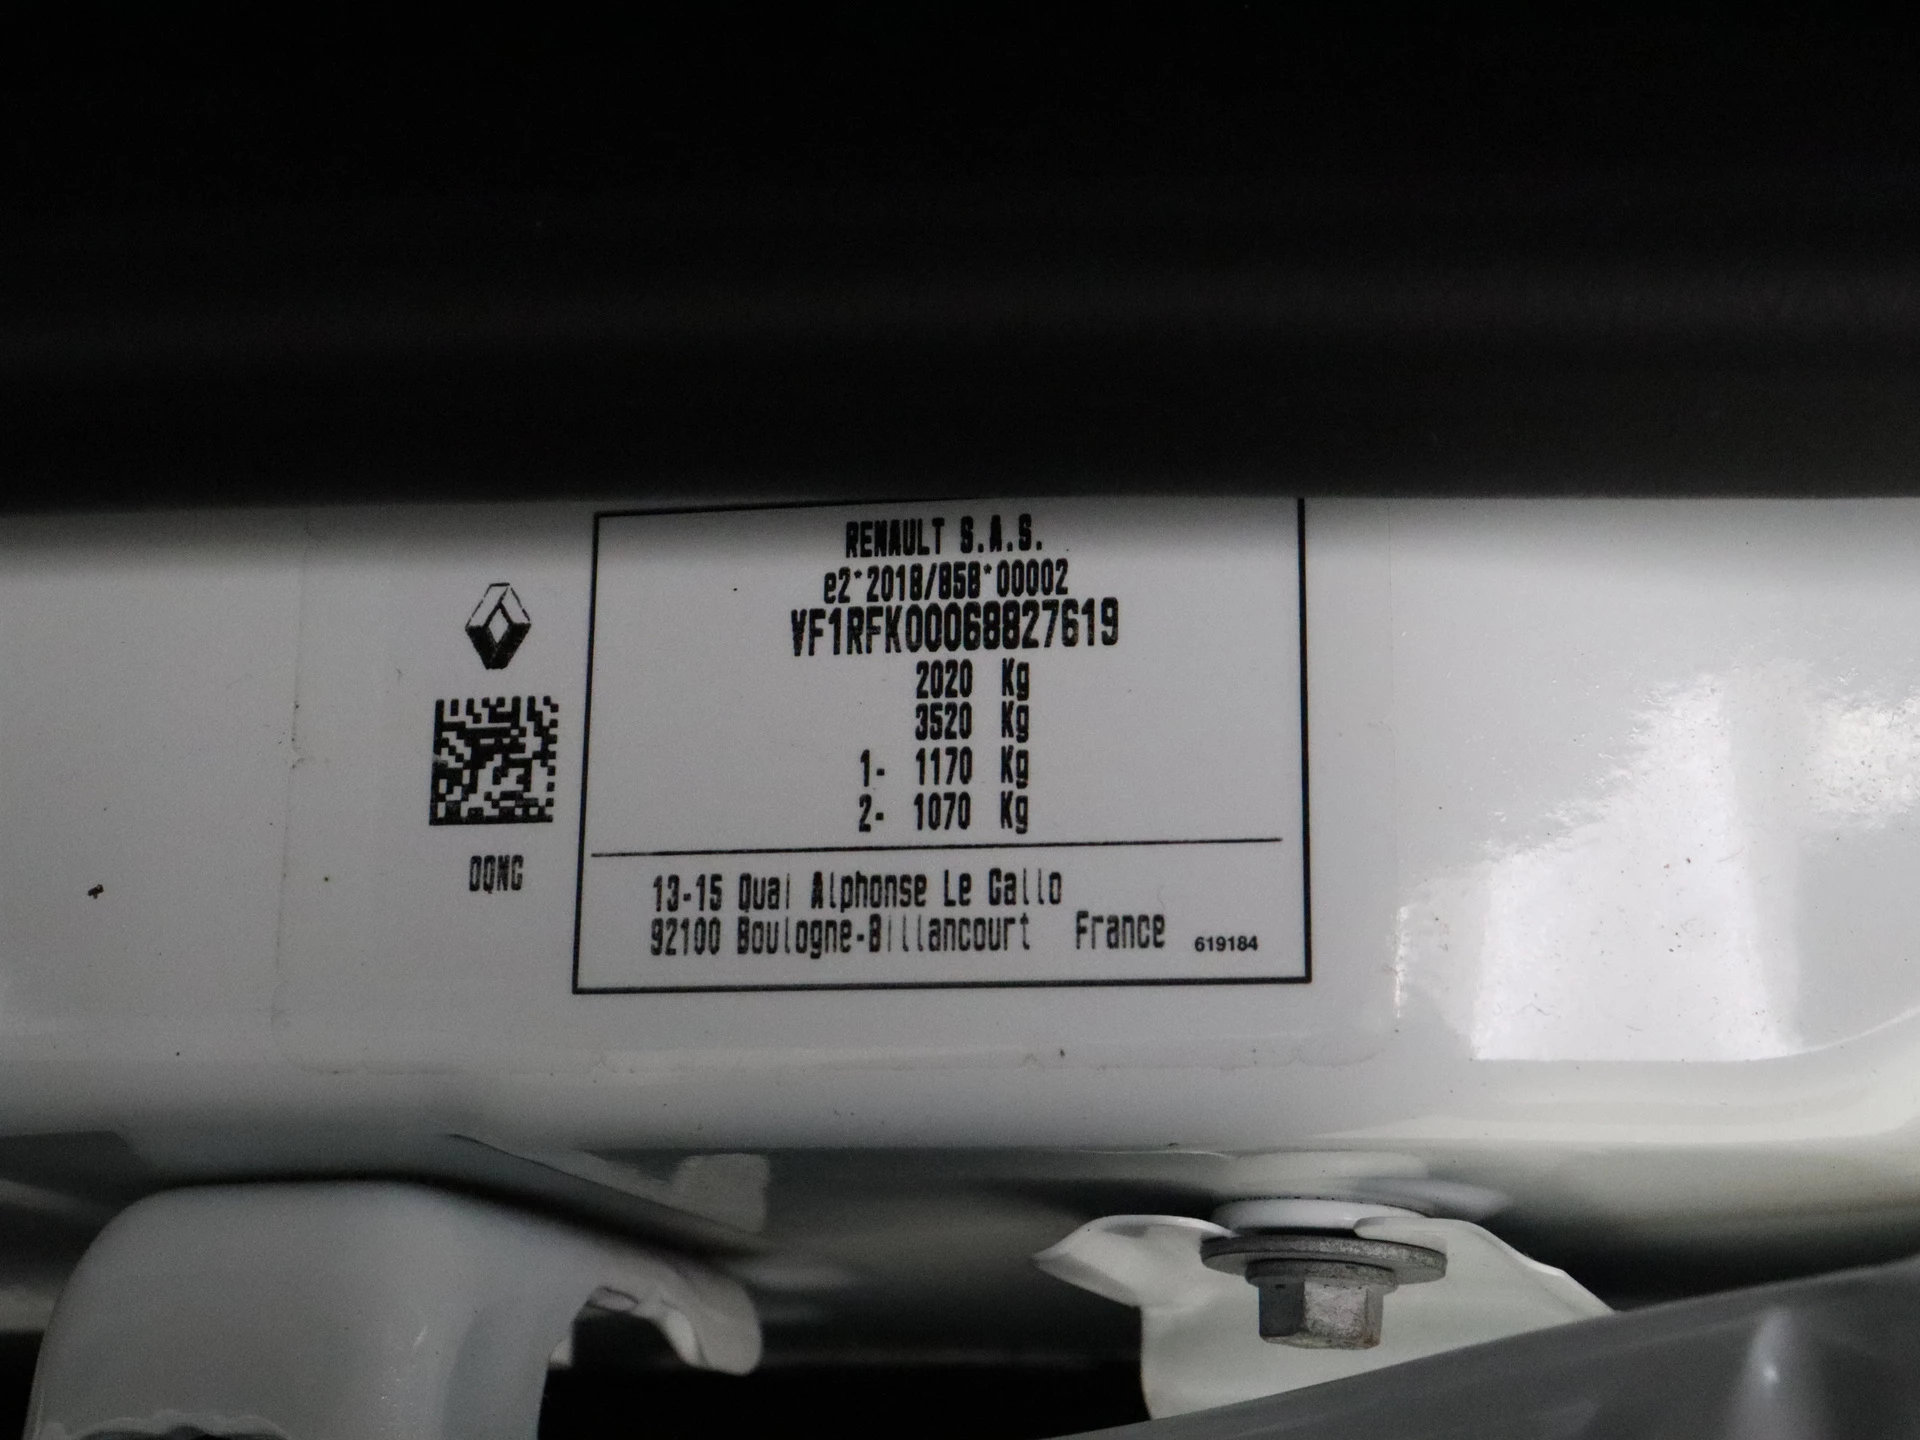 RENAULT S.A.S.
e2*2018/858*00002
VF1RFK00068827619
2020 Kg
3520 Kg
1- 1170 Kg
2- 1070 Kg
DQNC
13-15 Quai Alphonse Le Gallo
92100 Boulogne-Billancourt France 619184